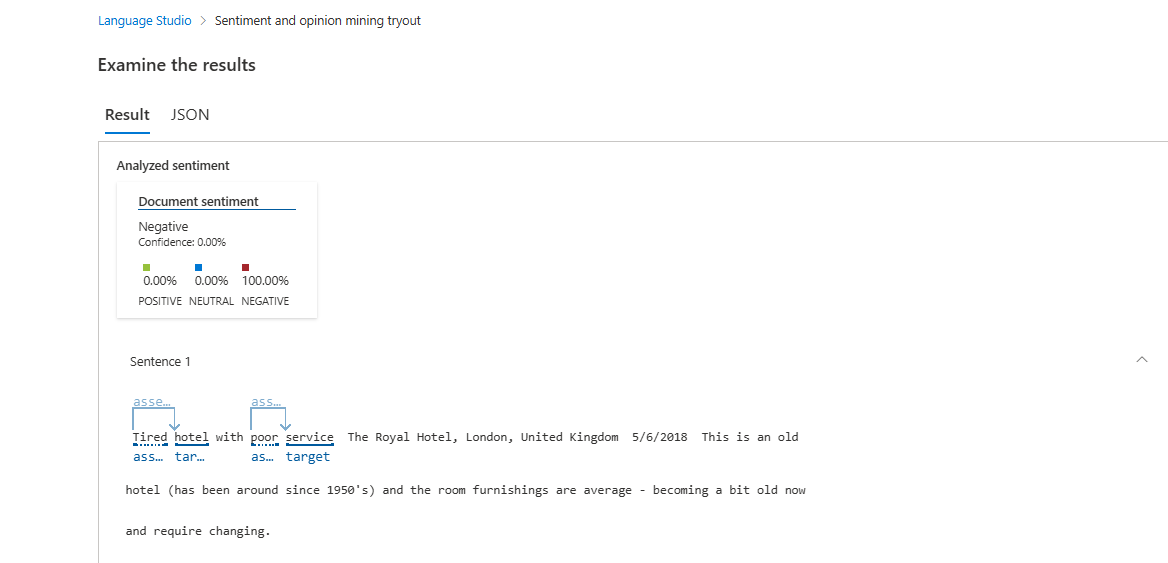 Language Studio > Sentiment and opinion mining tryout
Examine the results
Result JSON
Analyzed sentiment
Document sentiment
Negative
Confidence: 0.00%
0.00% 0.00% 100.00%
POSITIVE NEUTRAL NEGATIVE
Sentence 1
asse... ass...
Tired hotel with poor service The Royal Hotel, London, United Kingdom 5/6/2018 This is an old
ass... tar... as... target
hotel (has been around since 1950's) and the room furnishings are average - becoming a bit old now
and require changing.